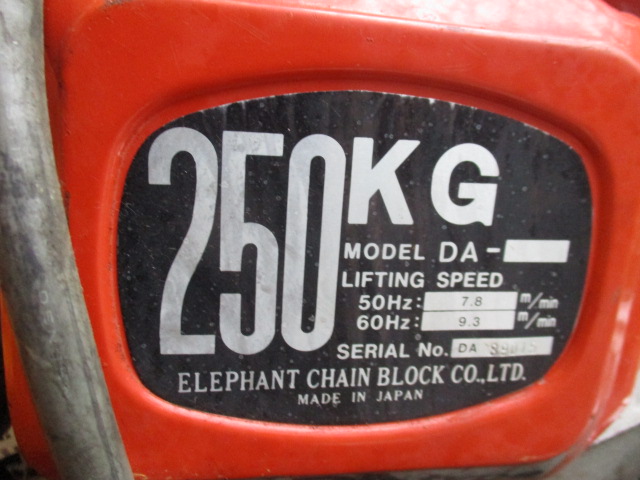 250KG
MODEL DA-
LIFTING SPEED
50Hz: 7.8 m/min
60Hz: 9.3 m/min
SERIAL No. DA
ELEPHANT CHAIN BLOCK CO.,LTD.
MADE IN JAPAN